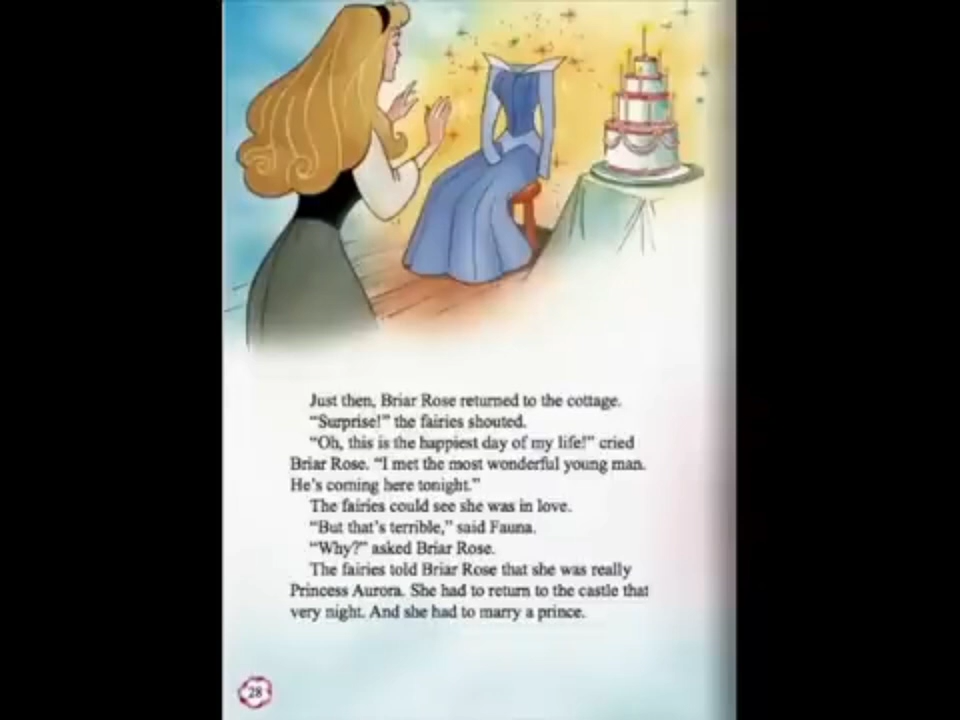 Just then, Briar Rose returned to the cottage.
“Surprise!” the fairies shouted.
“Oh, this is the happiest day of my life!” cried
Briar Rose. “I met the most wonderful young man.
He’s coming here tonight.”
The fairies could see she was in love.
“But that’s terrible,” said Fauna.
“Why?” asked Briar Rose.
The fairies told Briar Rose that she was really
Princess Aurora. She had to return to the castle that
very night. And she had to marry a prince.
28